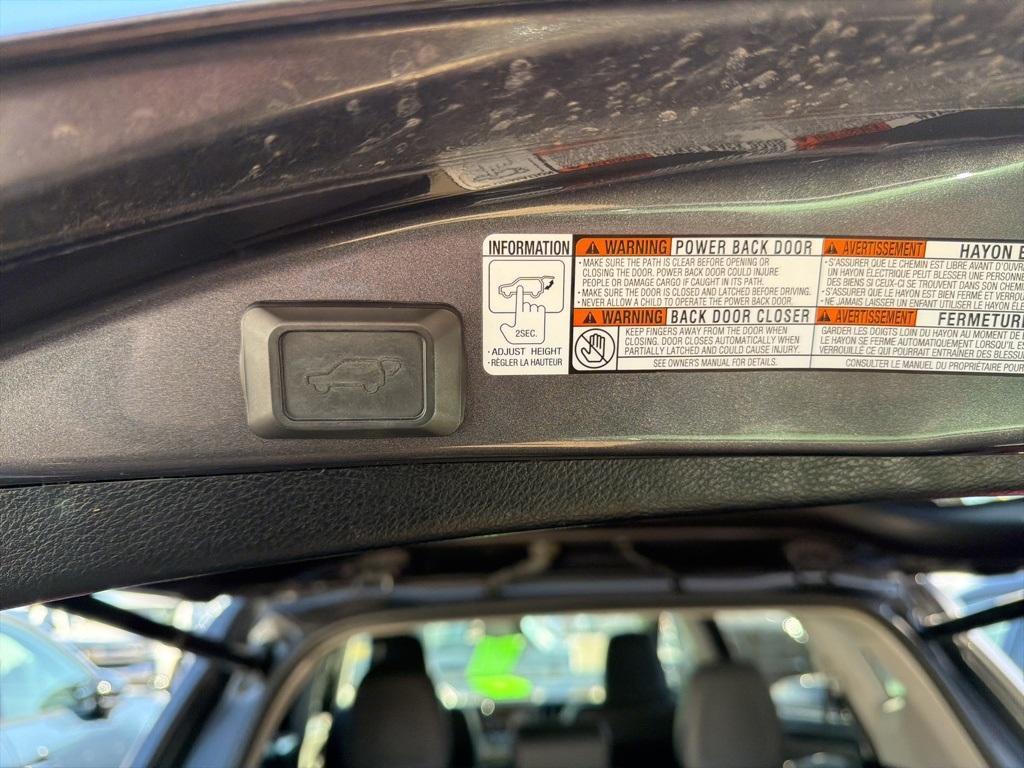 INFORMATION
2SEC.
· ADJUST HEIGHT
· RÉGLER LA HAUTEUR
WARNING POWER BACK DOOR
· MAKE SURE THE PATH IS CLEAR BEFORE OPENING OR
CLOSING THE DOOR. POWER BACK DOOR COULD INJURE
PEOPLE OR DAMAGE CARGO IF CAUGHT IN ITS PATH.
· MAKE SURE THE DOOR IS CLOSED AND LATCHED BEFORE DRIVING.
· NEVER ALLOW A CHILD TO OPERATE THE POWER BACK DOOR.
WARNING BACK DOOR CLOSER
KEEP FINGERS AWAY FROM THE DOOR WHEN
CLOSING. DOOR CLOSES AUTOMATICALLY WHEN
PARTIALLY LATCHED AND COULD CAUSE INJURY.
SEE OWNER'S MANUAL FOR DETAILS.
AVERTISSEMENT HAYON
· S'ASSURER QUE LE CHEMIN EST LIBRE AVANT D'OUVR
UN HAYON ÉLECTRIQUE PEUT BLESSER UNE PERSONN
DES BIENS SI CEUX-CI SE TROUVENT DANS SON
· S'ASSURER QUE LE HAYON EST BIEN FERMÉ ET VERROU
· NE JAMAIS LAISSER UN ENFANT UTILISER LE HAYON ÉLE
AVERTISSEMENT FERMETUR
GARDER LES DOIGTS LOIN DU HAYON AU MOMENT DE
LE HAYON SE FERME AUTOMATIQUEMENT LORSQU'IL
VERROUILLÉ CE QUI POURRAIT ENTRAÎNER DES BLESSU
CONSULTER LE MANUEL DU PROPRIÉTAIRE POUR